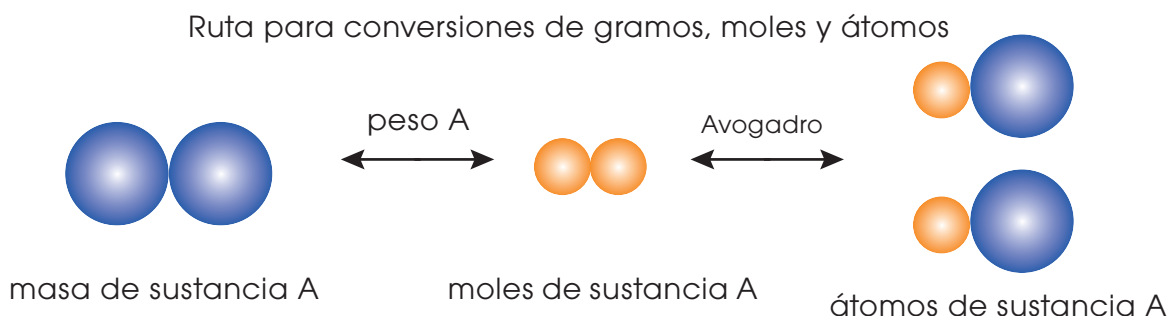 Ruta para conversiones de gramos, moles y átomos
peso A
Avogadro
masa de sustancia A
moles de sustancia A
átomos de sustancia A